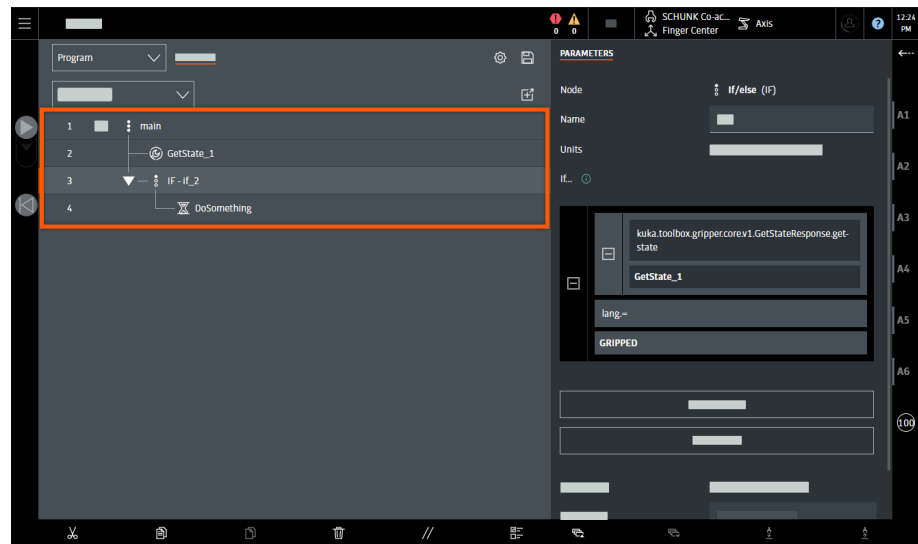 0 0
SCHUNK Co-ac...
Finger Center
Axis
?
12:24
PM
Program
PARAMETERS
Node
If/else (IF)
1 main
Name
A1
2 GetState_1
Units
A2
3 IF - if_2
If...
4 DoSomething
A3
kuka.toolbox.gripper.core.v1.GetStateResponse.get-
state
GetState_1
A4
lang.=
A5
GRIPPED
A6
100
//